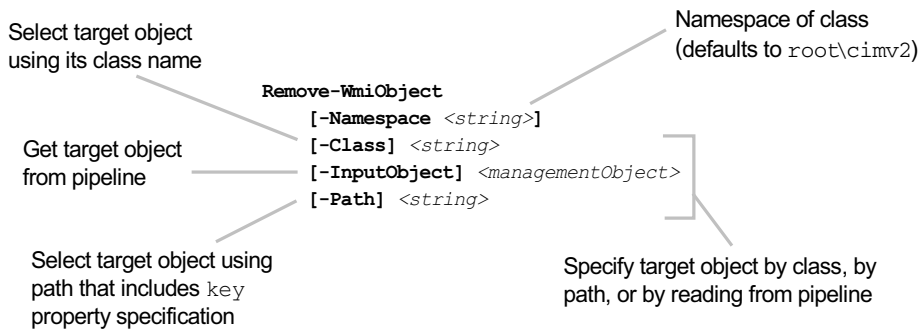 Select target object
using its class name
Namespace of class
(defaults to root\cimv2)
Remove-WmiObject
[-Namespace <string>]
[-Class] <string>
[-InputObject] <managementObject>
[-Path] <string>
Get target object
from pipeline
Select target object using
path that includes key
property specification
Specify target object by class, by
path, or by reading from pipeline